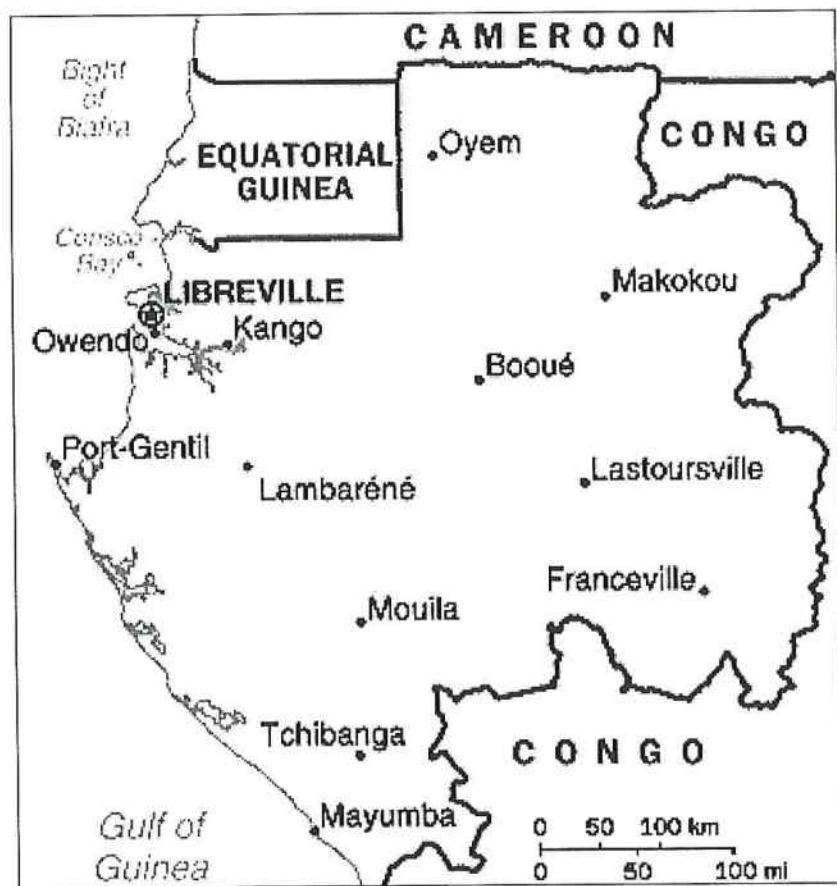 CAMEROON
Bight
of
Biafra
CONGO
Oyem
EQUATORIAL
GUINEA
Corisco
Bay
LIBREVILLE
Makokou
Owendo
Kango
Booué
Port-Gentil
Lambaréné
Lastoursville
Franceville
Mouila
Tchibanga
CONGO
Mayumba
Gulf of
Guinea
0 50 100 km
0 50 100 mi